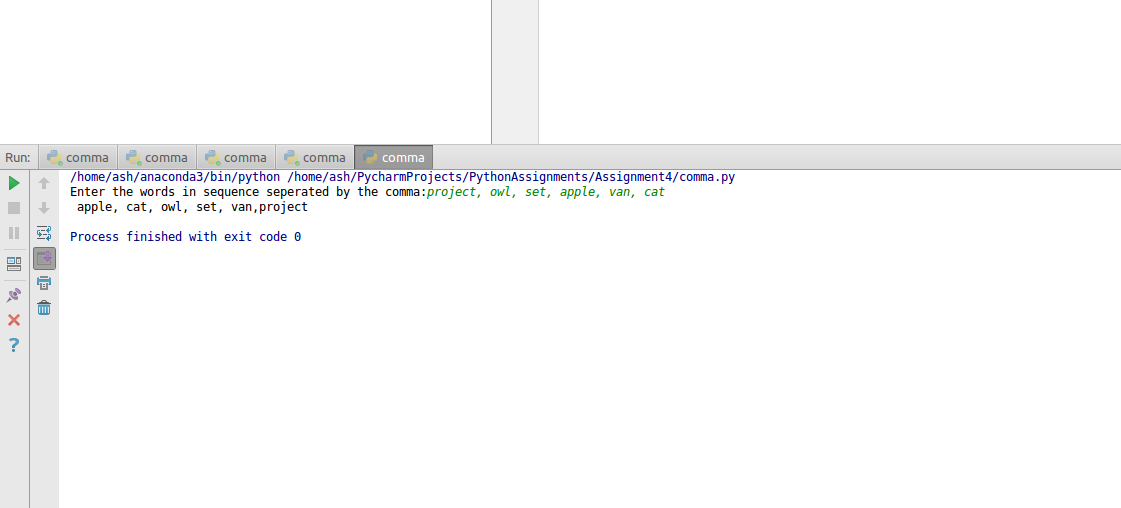 Run: comma comma comma comma comma
/home/ash/anaconda3/bin/python /home/ash/PycharmProjects/PythonAssignments/Assignment4/comma.py
Enter the words in sequence seperated by the comma:project, owl, set, apple, van, cat
 apple, cat, owl, set, van,project
Process finished with exit code 0